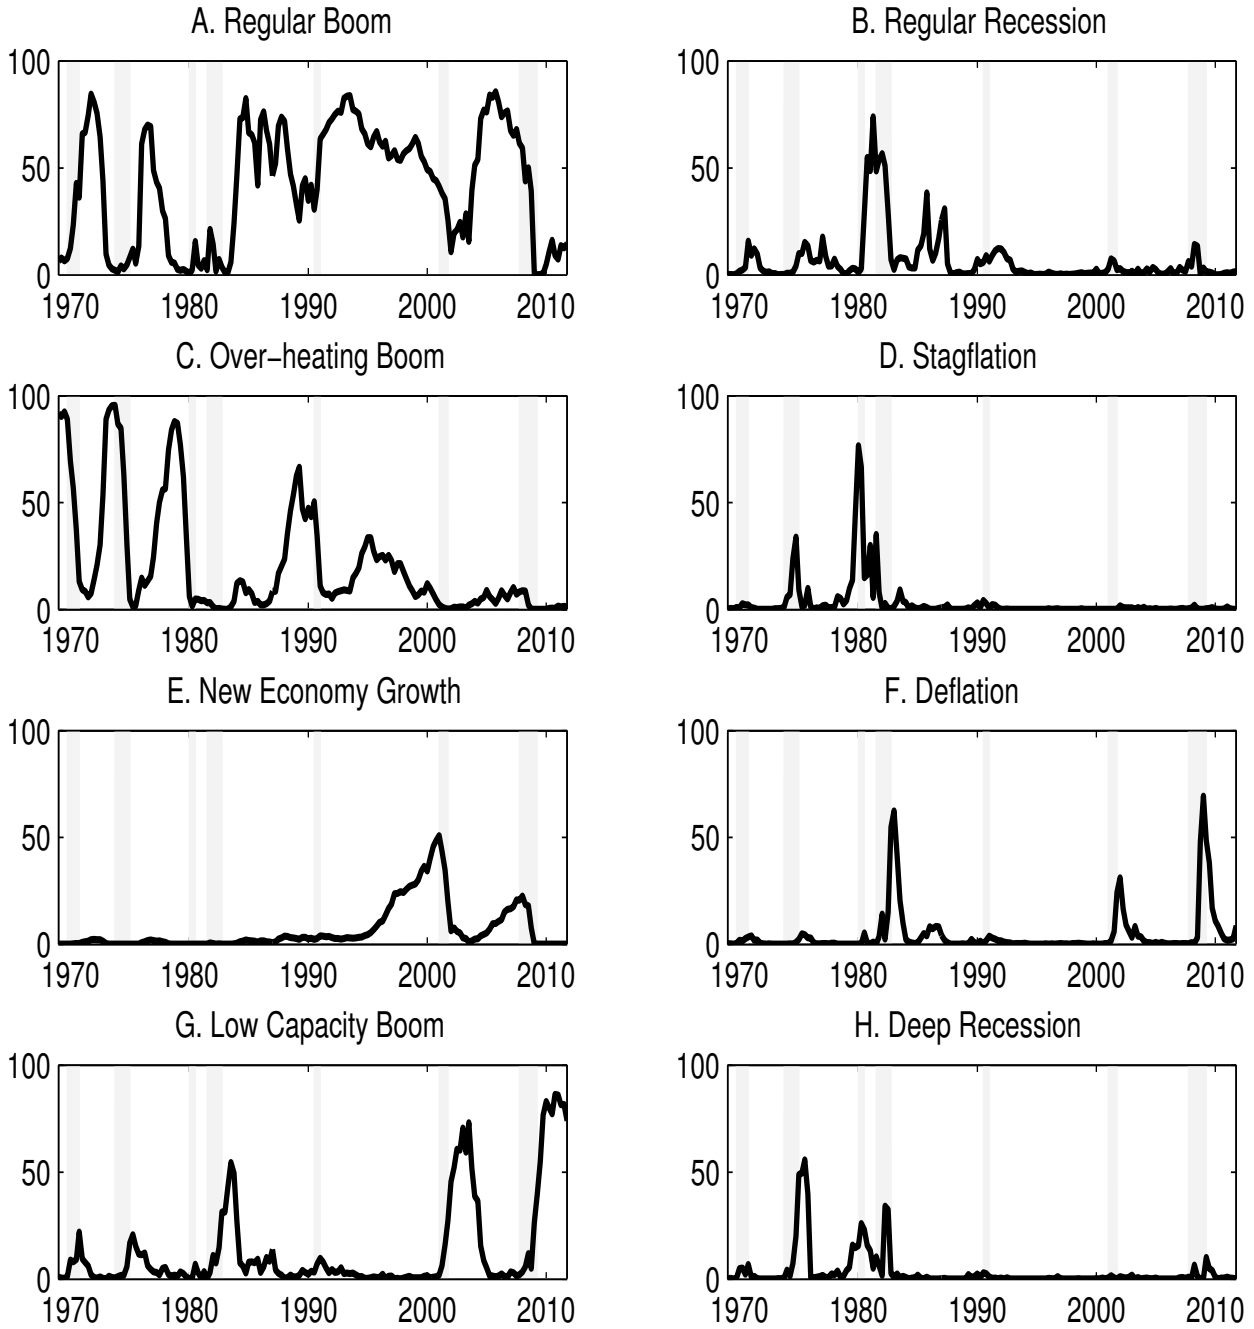 A. Regular Boom
100
50
0
1970 1980 1990 2000 2010
B. Regular Recession
100
50
0
1970 1980 1990 2000 2010
C. Over−heating Boom
100
50
0
1970 1980 1990 2000 2010
D. Stagflation
100
50
0
1970 1980 1990 2000 2010
E. New Economy Growth
100
50
0
1970 1980 1990 2000 2010
F. Deflation
100
50
0
1970 1980 1990 2000 2010
G. Low Capacity Boom
100
50
0
1970 1980 1990 2000 2010
H. Deep Recession
100
50
0
1970 1980 1990 2000 2010